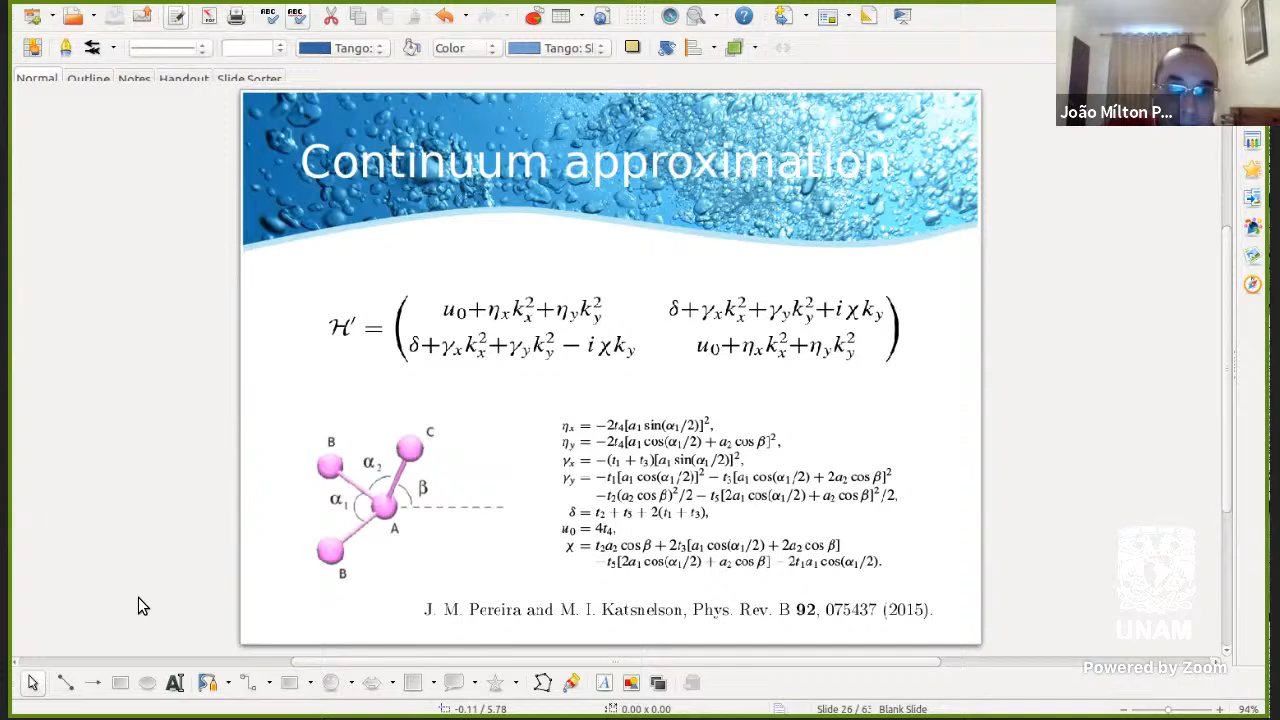 Tango:
Color
Tango: Sl
João Mílton P...
Normal Outline Notes Handout Slide Sorter
Continuum approximation
ℋ′ = ( u₀+ηₓkₓ²+η_yk_y² δ+γₓkₓ²+γ_yk_y²+iχk_y
δ+γₓkₓ²+γ_yk_y² − iχk_y u₀+ηₓkₓ²+η_yk_y² )
B
C
α₂
α₁
β
A
B
ηₓ = −2t₄[a₁ sin(α₁/2)]²,
η_y = −2t₄[a₁ cos(α₁/2) + a₂ cos β]²,
γₓ = −(t₁ + t₃)[a₁ sin(α₁/2)]²,
γ_y = −t₁[a₁ cos(α₁/2)]² − t₃[a₁ cos(α₁/2) + 2a₂ cos β]²
−t₂(a₂ cos β)²/2 − t₅[2a₁ cos(α₁/2) + a₂ cos β]²/2,
δ = t₂ + t₅ + 2(t₁ + t₃),
u₀ = 4t₄,
χ = t₂a₂ cos β + 2t₃[a₁ cos(α₁/2) + 2a₂ cos β]
−t₅[2a₁ cos(α₁/2) + a₂ cos β] − 2t₁a₁ cos(α₁/2).
J. M. Pereira and M. I. Katsnelson, Phys. Rev. B 92, 075437 (2015).
UNAM
Powered by Zoom
-0.11 / 5.78 0.00 x 0.00 Slide 26 / 63 Blank Slide 94%